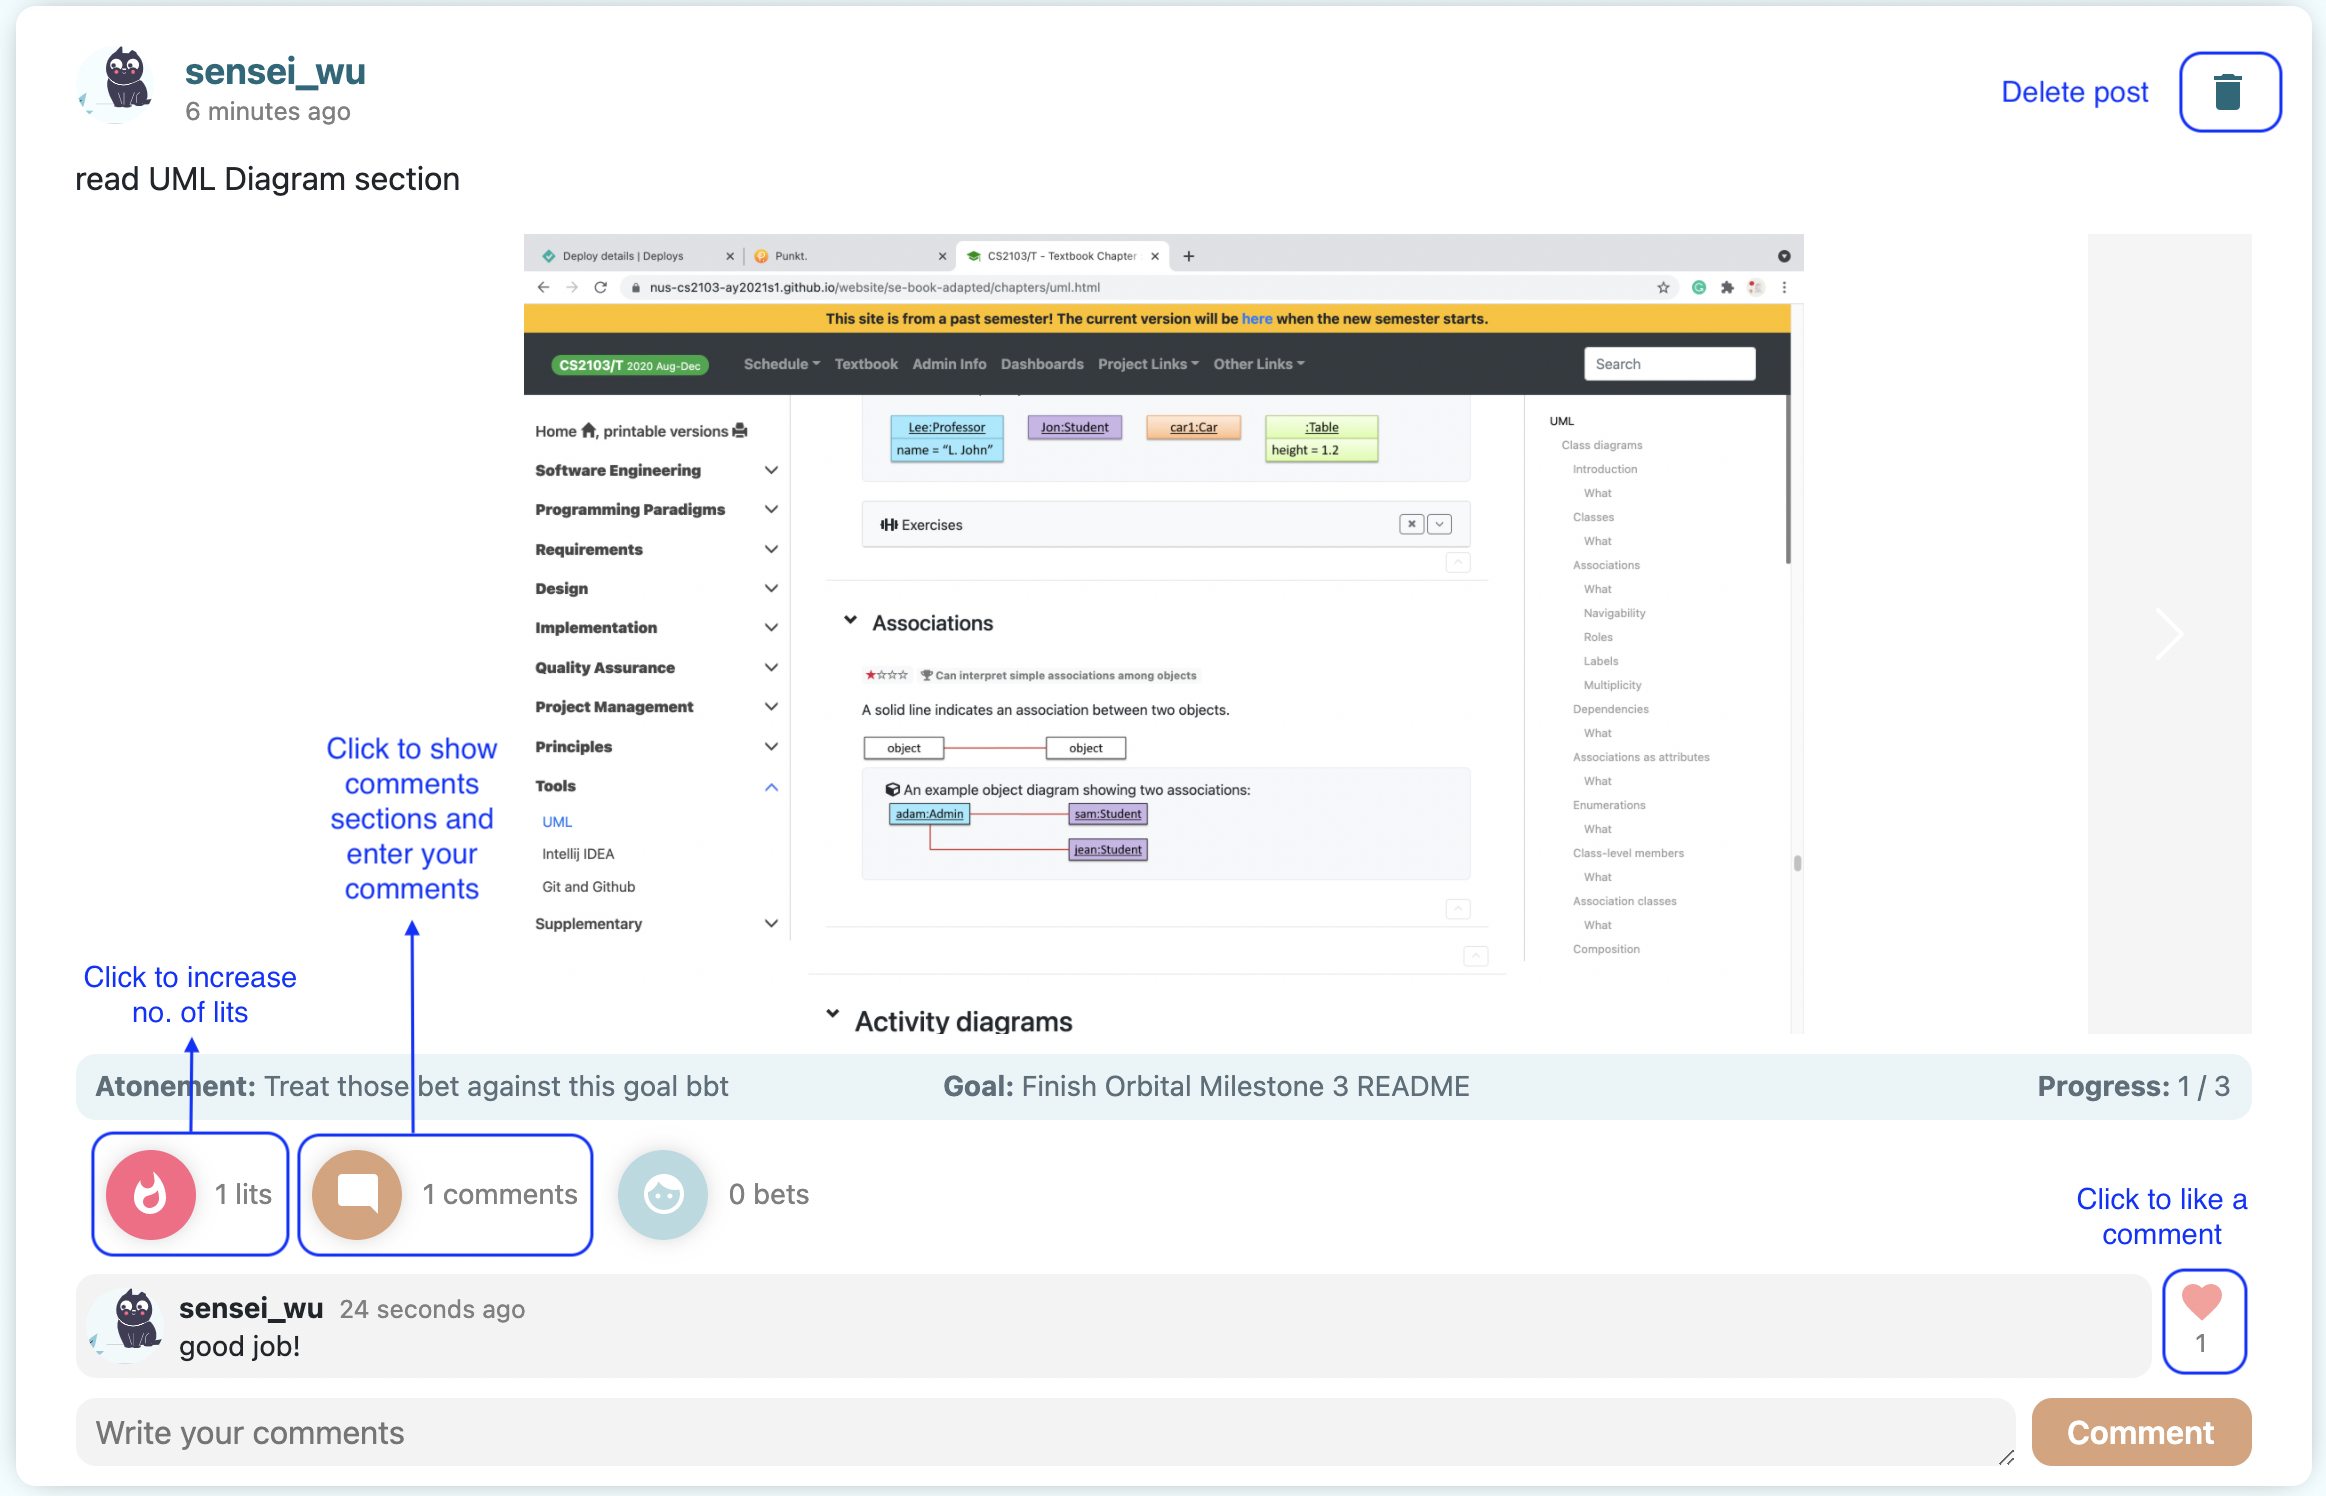 sensei_wu
6 minutes ago
Delete post
read UML Diagram section
Deploy details | Deploys
Punkt.
CS2103/T - Textbook Chapter
nus-cs2103-ay2021s1.github.io/website/se-book-adapted/chapters/uml.html
This site is from a past semester! The current version will be here when the new semester starts.
CS2103/T 2020 Aug-Dec Schedule Textbook Admin Info Dashboards Project Links Other Links Search
Home , printable versions
Software Engineering
Programming Paradigms
Requirements
Design
Implementation
Quality Assurance
Project Management
Principles
Tools
UML
Intellij IDEA
Git and Github
Supplementary
Lee:Professor
name = “L. John”
Jon:Student
car1:Car
:Table
height = 1.2
Exercises
Associations
Can interpret simple associations among objects
A solid line indicates an association between two objects.
object object
An example object diagram showing two associations:
adam:Admin sam:Student
jean:Student
Activity diagrams
UML
Class diagrams
Introduction
What
Classes
What
Associations
What
Navigability
Roles
Labels
Multiplicity
Dependencies
What
Associations as attributes
What
Enumerations
What
Class-level members
What
Association classes
What
Composition
Click to show
comments
sections and
enter your
comments
Click to increase
no. of lits
Atonement: Treat those bet against this goal bbt
Goal: Finish Orbital Milestone 3 README
Progress: 1 / 3
1 lits
1 comments
0 bets
Click to like a
comment
sensei_wu 24 seconds ago
good job!
1
Write your comments
Comment